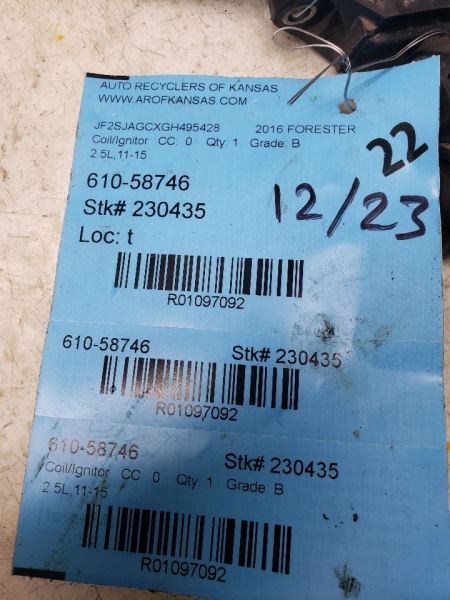 AUTO RECYCLERS OF KANSAS
WWW.AROFKANSAS.COM
JF2SJAGCXGH495428 2016 FORESTER
Coil/Ignitor CC: 0 Qty: 1 Grade: B
2.5L,11-15
22
610-58746
Stk# 230435
12/23
Loc: t
R01097092
610-58746 Stk# 230435
R01097092
610-58746 Stk# 230435
Coil/Ignitor CC: 0 Qty: 1 Grade: B
2.5L,11-15
R01097092